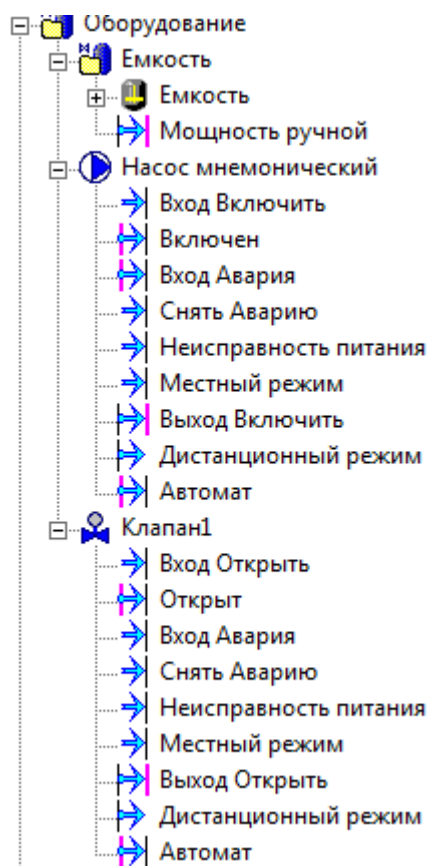 Оборудование
Емкость
Емкость
Мощность ручной
Насос мнемонический
Вход Включить
Включен
Вход Авария
Снять Аварию
Неисправность питания
Местный режим
Выход Включить
Дистанционный режим
Автомат
Клапан1
Вход Открыть
Открыт
Вход Авария
Снять Аварию
Неисправность питания
Местный режим
Выход Открыть
Дистанционный режим
Автомат